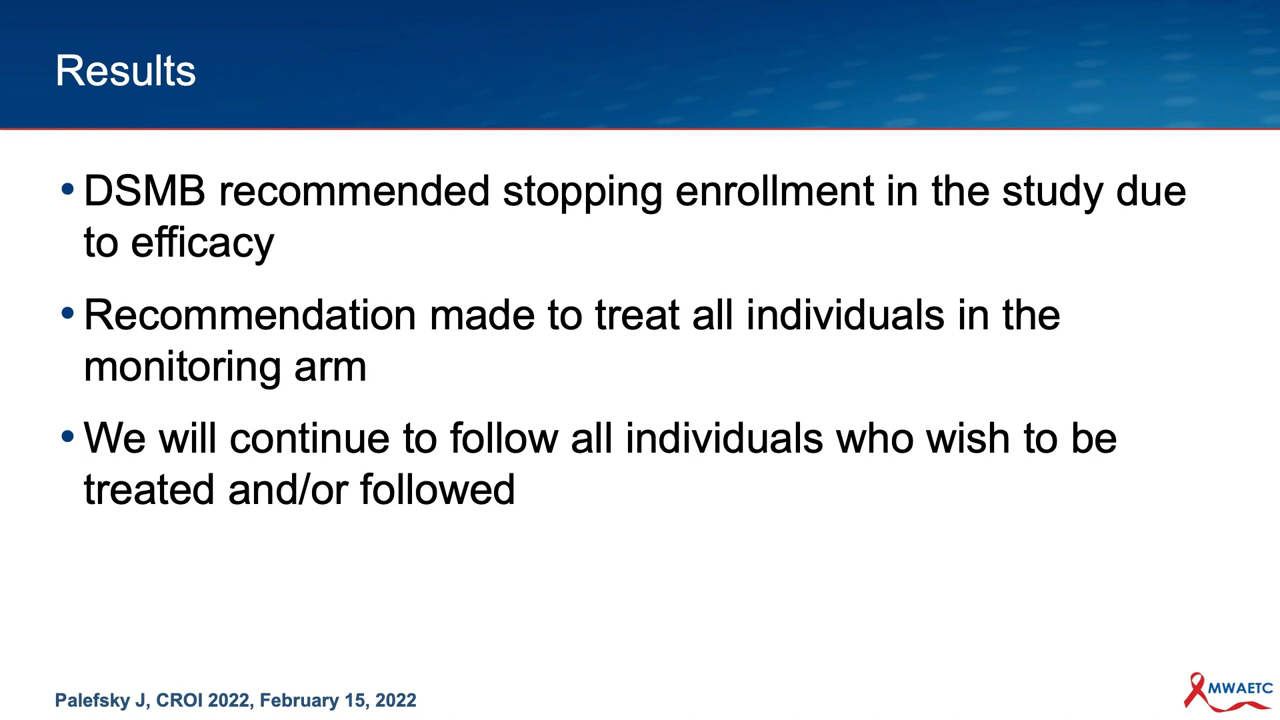 Results
• DSMB recommended stopping enrollment in the study due
to efficacy
• Recommendation made to treat all individuals in the
monitoring arm
• We will continue to follow all individuals who wish to be
treated and/or followed
Palefsky J, CROI 2022, February 15, 2022
MWAETC